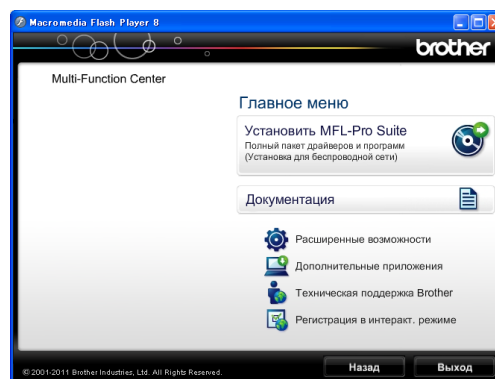 Macromedia Flash Player 8
brother
Multi-Function Center
Главное меню
Установить MFL-Pro Suite
Полный пакет драйверов и программ
(Установка для беспроводной сети)
Документация
Расширенные возможности
Дополнительные приложения
Техническая поддержка Brother
Регистрация в интеракт. режиме
© 2001-2011 Brother Industries, Ltd. All Rights Reserved.
Назад
Выход